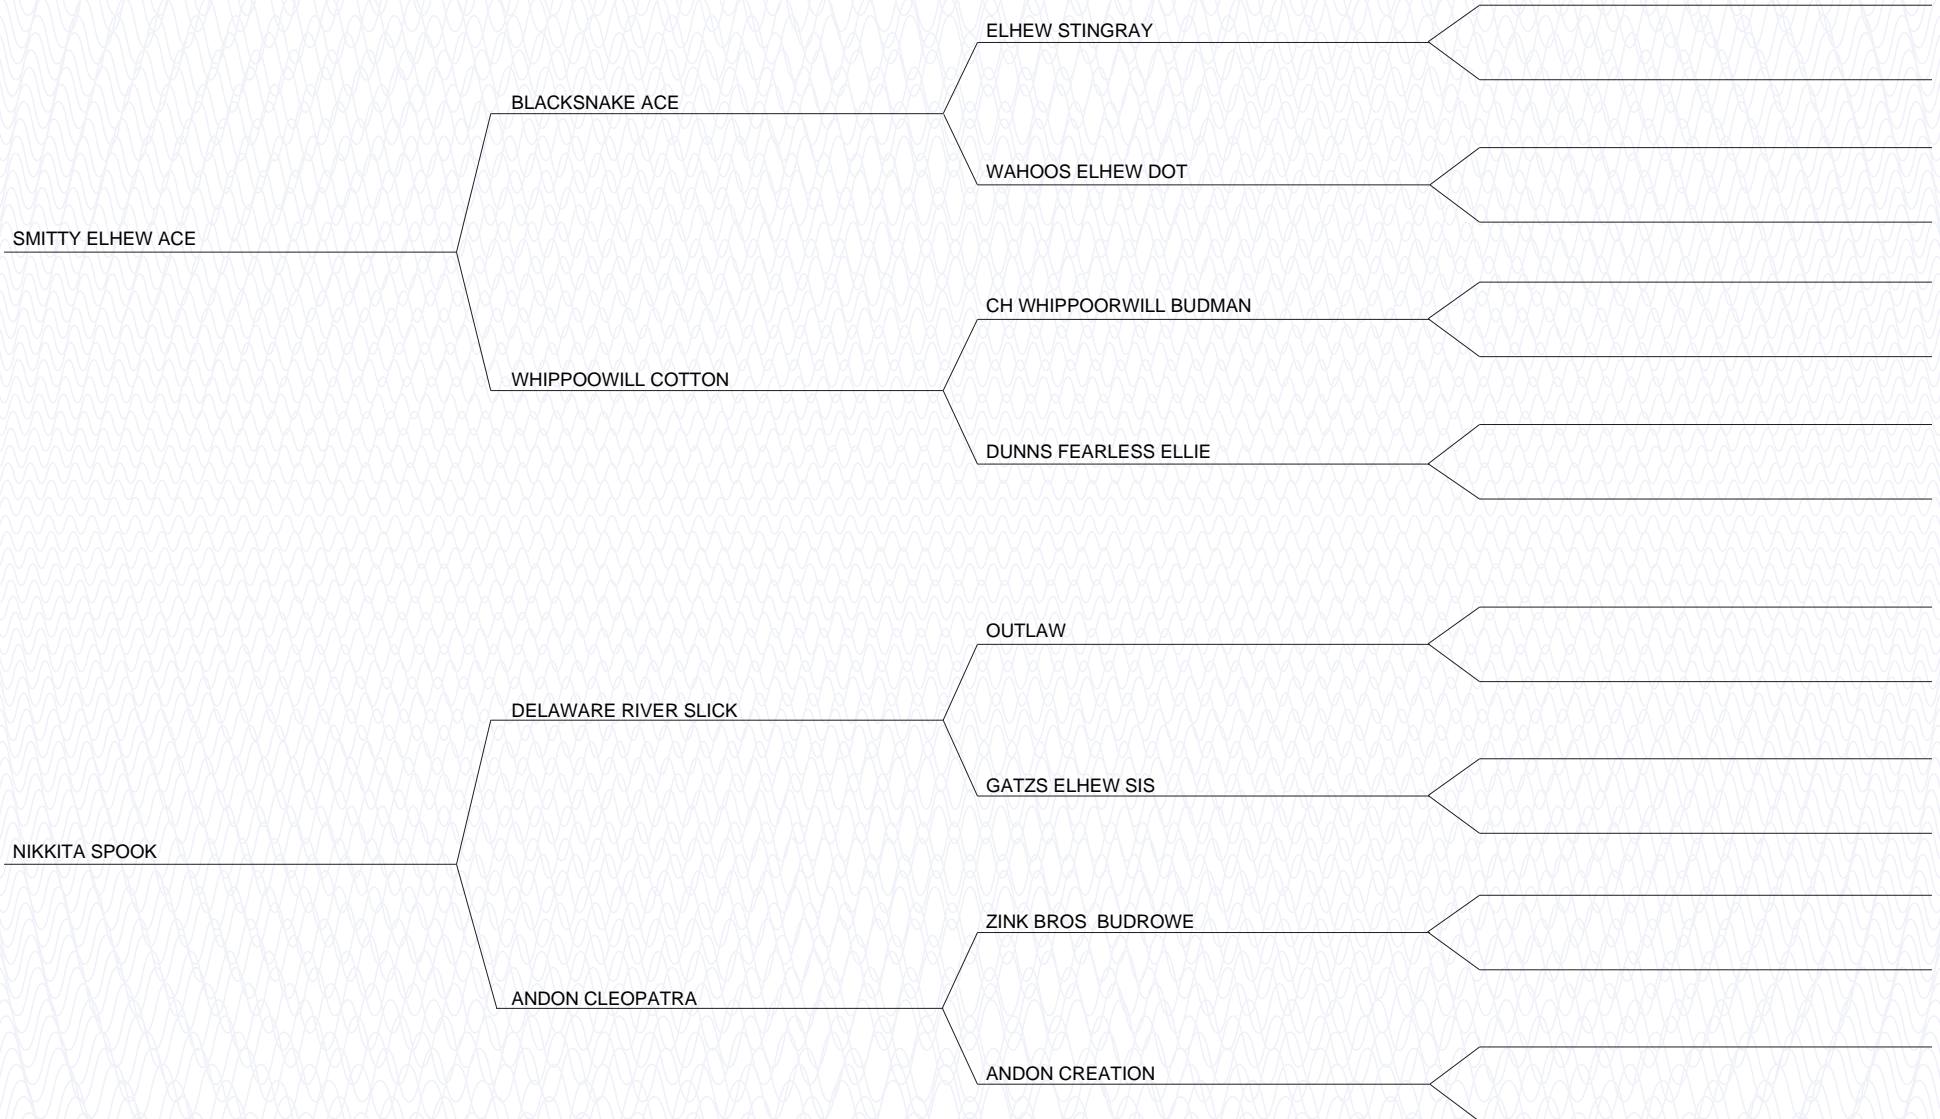 ELHEW STINGRAY
BLACKSNAKE ACE
WAHOOS ELHEW DOT
SMITTY ELHEW ACE
CH WHIPPOORWILL BUDMAN
WHIPPOOWILL COTTON
DUNNS FEARLESS ELLIE
OUTLAW
DELAWARE RIVER SLICK
GATZS ELHEW SIS
NIKKITA SPOOK
ZINK BROS  BUDROWE
ANDON CLEOPATRA
ANDON CREATION